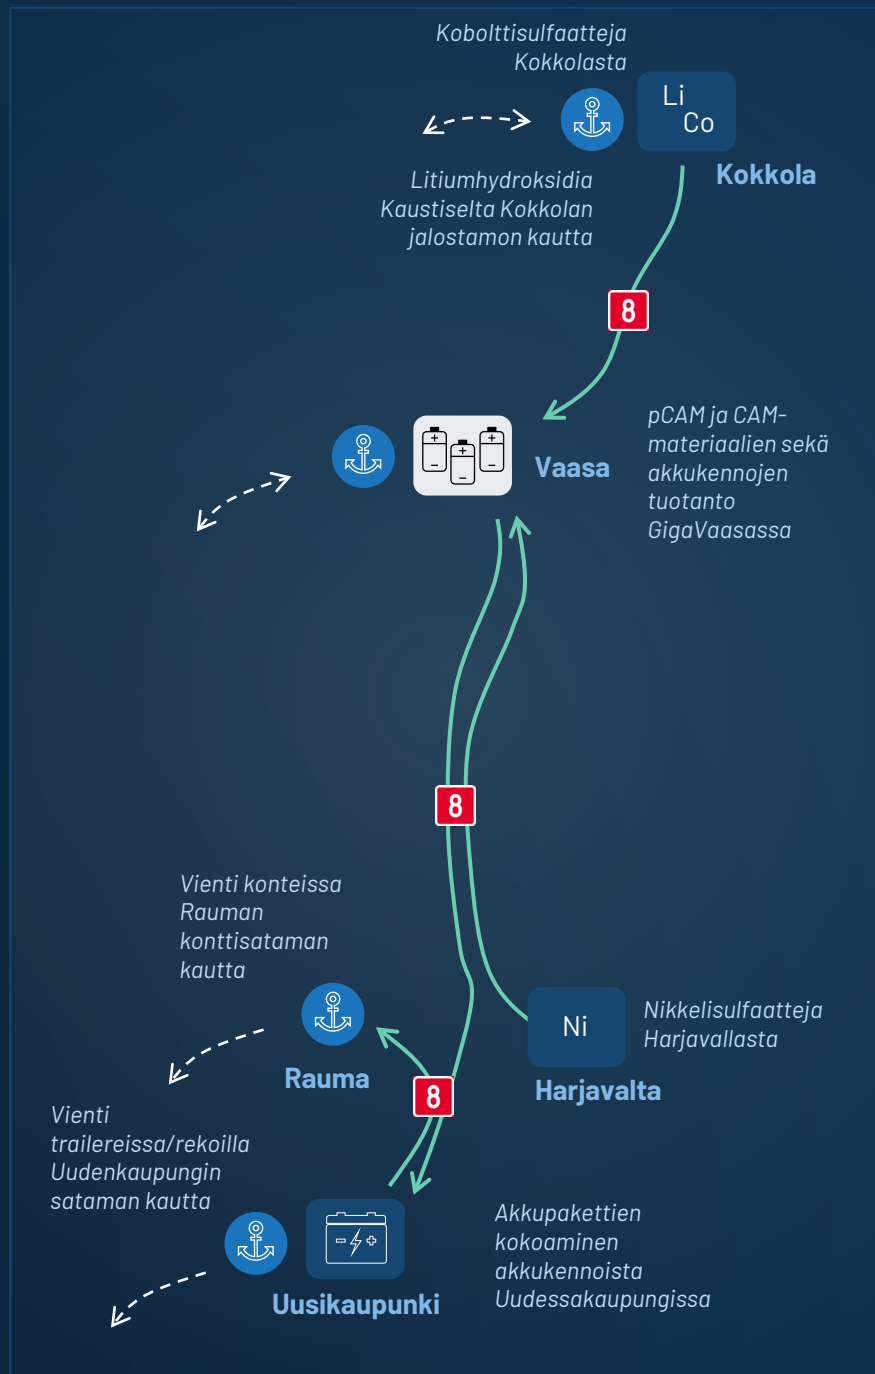 Kobolttisulfaatteja
Kokkolasta
Li
Co
Kokkola
Litiumhydroksidia
Kaustiselta Kokkolan
jalostamon kautta
8
pCAM ja CAM-
materiaalien sekä
akkukennojen
tuotanto
GigaVaasassa
Vaasa
8
Vienti konteissa
Rauman
konttisataman
kautta
Ni
Nikkelisulfaatteja
Harjavallasta
Rauma
8
Harjavalta
Vienti
trailereissa/rekoilla
Uudenkaupungin
sataman kautta
Akkupakettien
kokoaminen
akkukennoista
Uudessakaupungissa
Uusikaupunki